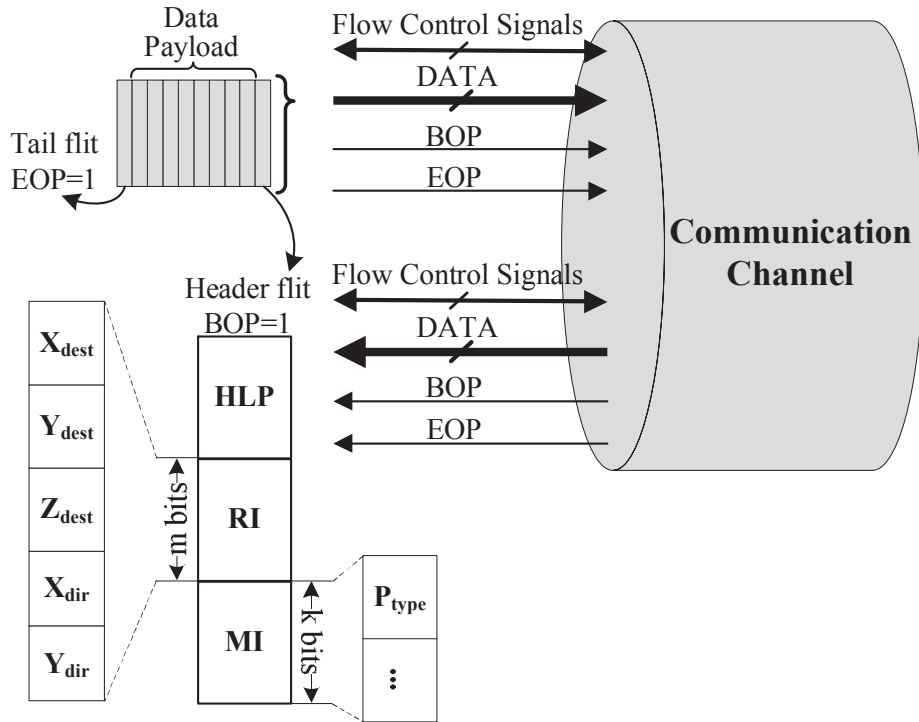 Data
Payload
Tail flit
EOP=1
Flow Control Signals
DATA
BOP
EOP
Communication
Channel
Flow Control Signals
DATA
BOP
EOP
Header flit
BOP=1
HLP
RI
MI
m bits
k bits
Xdest
Ydest
Zdest
Xdir
Ydir
Ptype
...